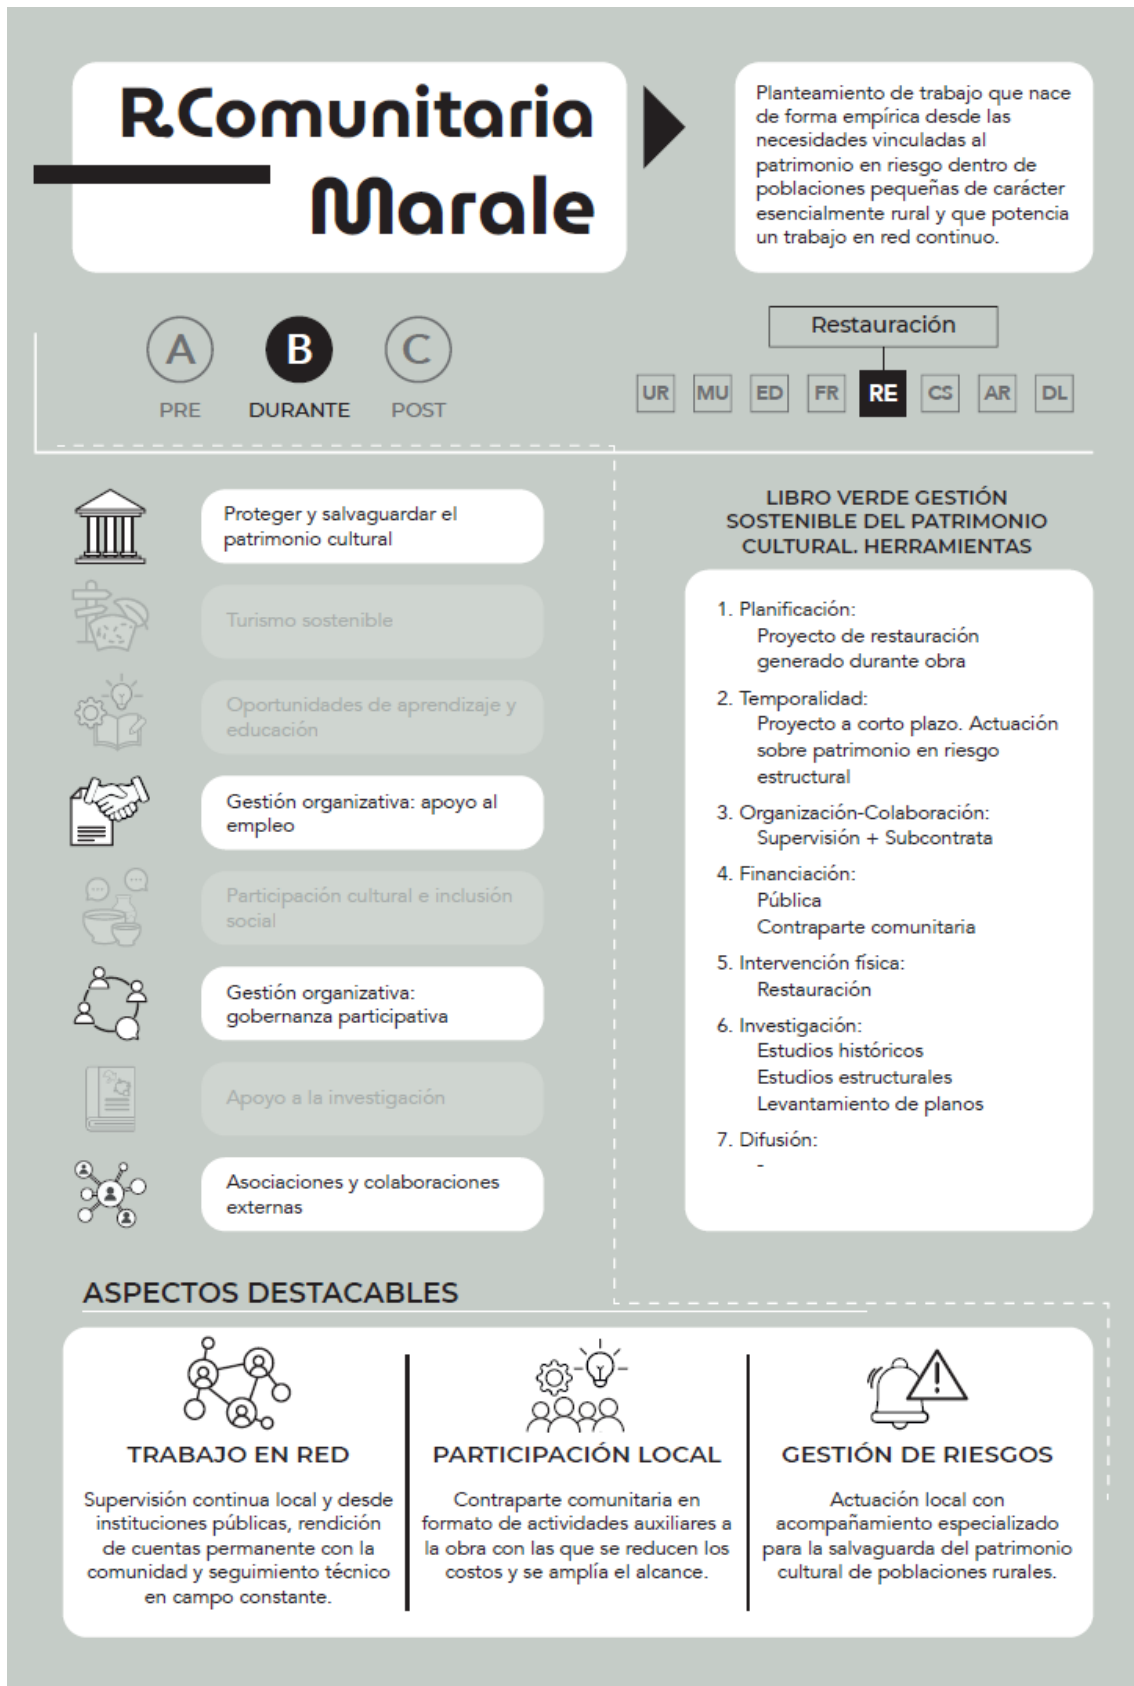 R.Comunitaria
Marale
Planteamiento de trabajo que nace
de forma empírica desde las
necesidades vinculadas al
patrimonio en riesgo dentro de
poblaciones pequeñas de carácter
esencialmente rural y que potencia
un trabajo en red continuo.
A
B
C
PRE
DURANTE
POST
Restauración
UR
MU
ED
FR
RE
CS
AR
DL
Proteger y salvaguardar el
patrimonio cultural
Turismo sostenible
Oportunidades de aprendizaje y
educación
Gestión organizativa: apoyo al
empleo
Participación cultural e inclusión
social
Gestión organizativa:
gobernanza participativa
Apoyo a la investigación
Asociaciones y colaboraciones
externas
LIBRO VERDE GESTIÓN
SOSTENIBLE DEL PATRIMONIO
CULTURAL. HERRAMIENTAS
1. Planificación:
Proyecto de restauración
generado durante obra
2. Temporalidad:
Proyecto a corto plazo. Actuación
sobre patrimonio en riesgo
estructural
3. Organización-Colaboración:
Supervisión + Subcontrata
4. Financiación:
Pública
Contraparte comunitaria
5. Intervención física:
Restauración
6. Investigación:
Estudios históricos
Estudios estructurales
Levantamiento de planos
7. Difusión:
-
ASPECTOS DESTACABLES
TRABAJO EN RED
Supervisión continua local y desde
instituciones públicas, rendición
de cuentas permanente con la
comunidad y seguimiento técnico
en campo constante.
PARTICIPACIÓN LOCAL
Contraparte comunitaria en
formato de actividades auxiliares a
la obra con las que se reducen los
costos y se amplía el alcance.
GESTIÓN DE RIESGOS
Actuación local con
acompañamiento especializado
para la salvaguarda del patrimonio
cultural de poblaciones rurales.